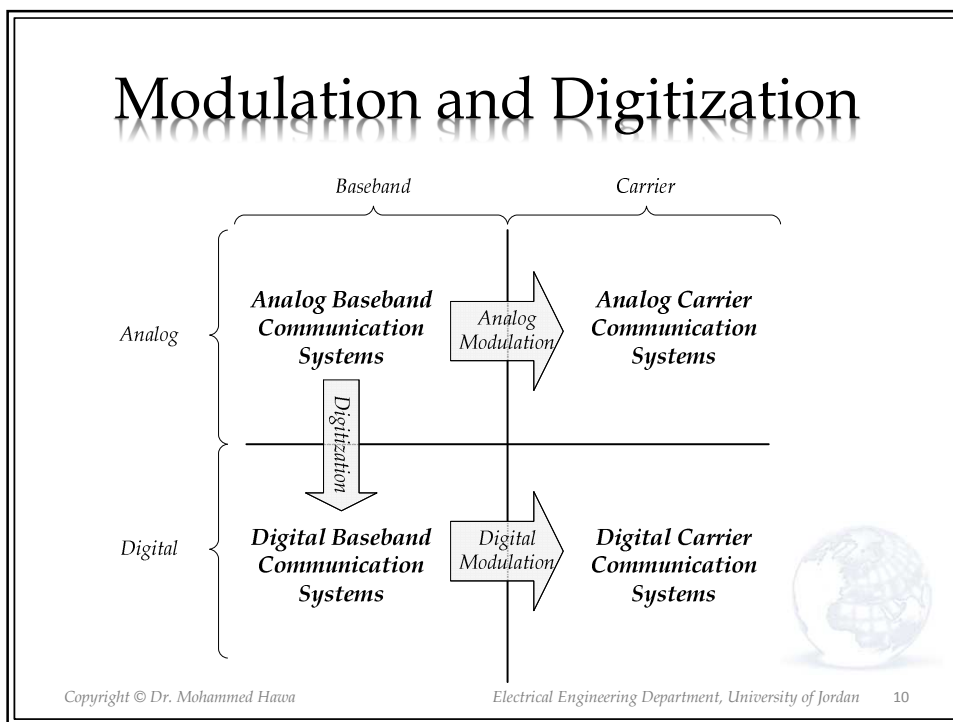 Modulation and Digitization
Baseband
Carrier
Analog
Analog Baseband
Communication
Systems
Analog
Modulation
Analog Carrier
Communication
Systems
Digitization
Digital
Digital Baseband
Communication
Systems
Digital
Modulation
Digital Carrier
Communication
Systems
Copyright © Dr. Mohammed Hawa
Electrical Engineering Department, University of Jordan
10